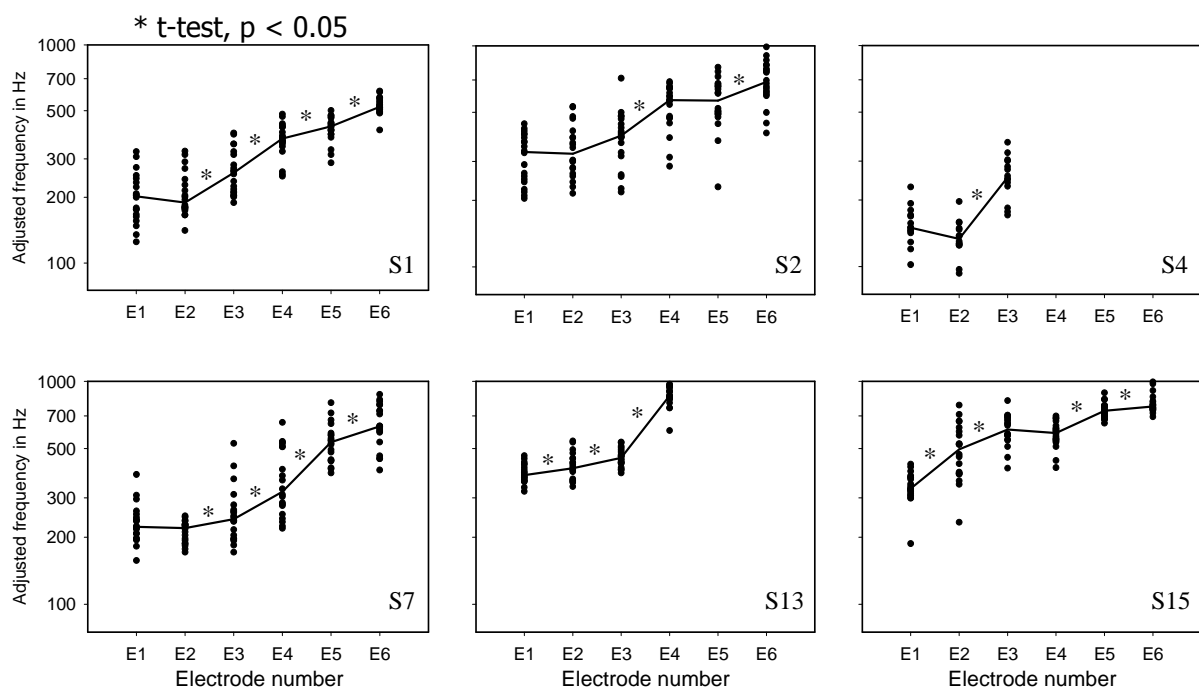 * t-test, p < 0.05
Adjusted frequency in Hz
1000
700
500
300
200
100
*
*
*
*
S1
E1 E2 E3 E4 E5 E6
*
*
S2
E1 E2 E3 E4 E5 E6
*
S4
E1 E2 E3 E4 E5 E6
Adjusted frequency in Hz
1000
700
500
300
200
100
*
*
*
*
S7
E1 E2 E3 E4 E5 E6
Electrode number
*
*
*
S13
E1 E2 E3 E4 E5 E6
Electrode number
*
*
*
*
S15
E1 E2 E3 E4 E5 E6
Electrode number